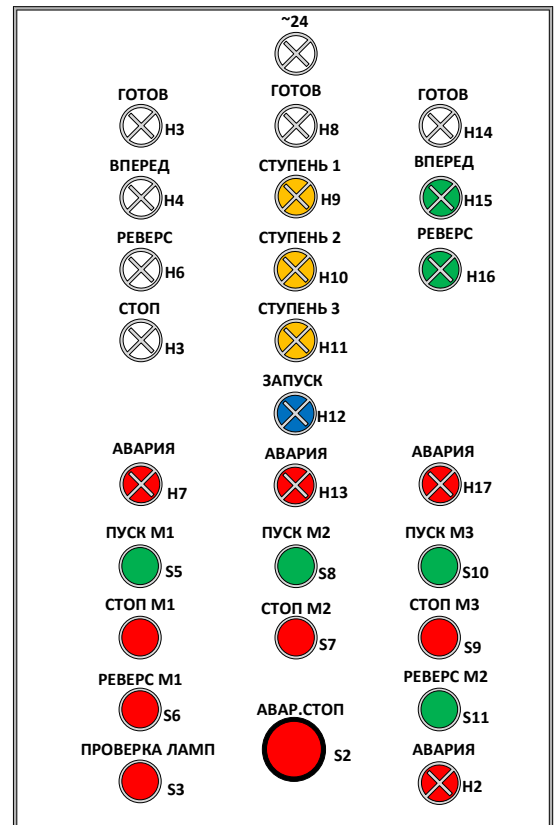 ~24
ГОТОВ ГОТОВ ГОТОВ
H3 H8 H14
ВПЕРЕД СТУПЕНЬ 1 ВПЕРЕД
H4 H9 H15
РЕВЕРС СТУПЕНЬ 2 РЕВЕРС
H6 H10 H16
СТОП СТУПЕНЬ 3
H3 H11
ЗАПУСК
H12
АВАРИЯ АВАРИЯ АВАРИЯ
H7 H13 H17
ПУСК М1 ПУСК М2 ПУСК М3
S5 S8 S10
СТОП М1 СТОП М2 СТОП М3
S7 S9
РЕВЕРС М1 АВАР.СТОП РЕВЕРС М2
S6 S11
ПРОВЕРКА ЛАМП АВАРИЯ
S3 S2 H2